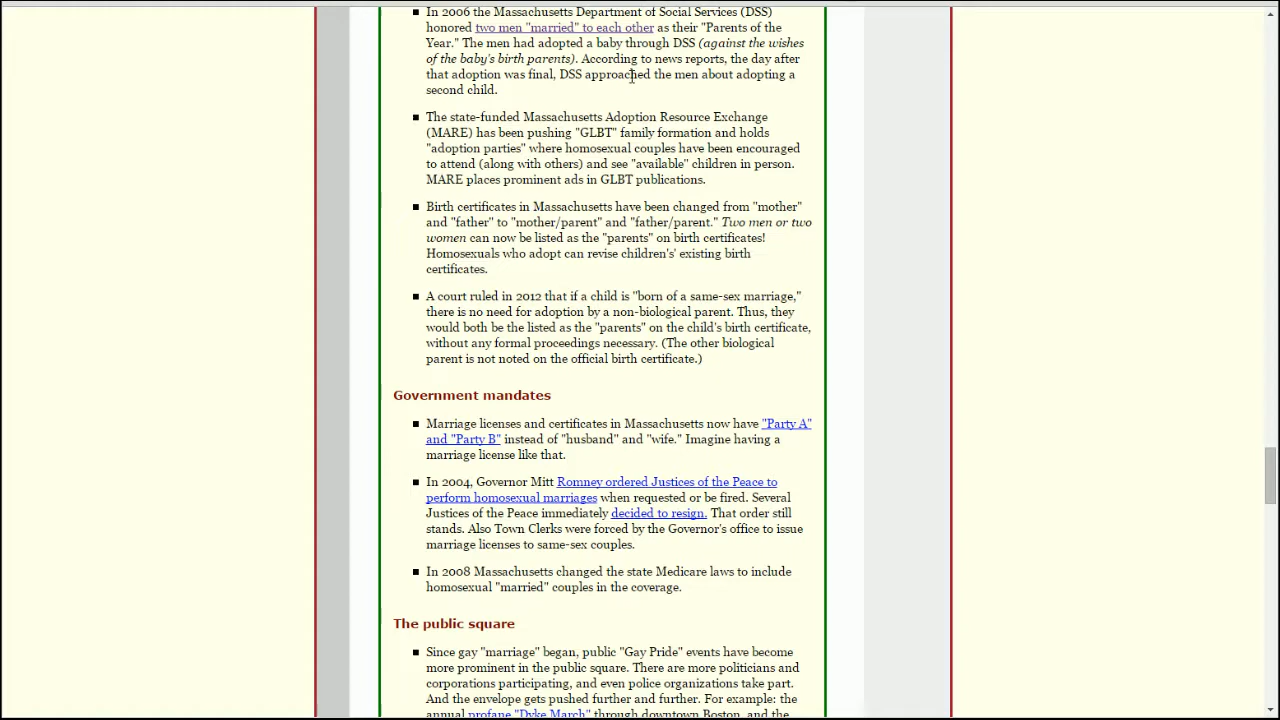 In 2006 the Massachusetts Department of Social Services (DSS)
honored two men "married" to each other as their "Parents of the
Year." The men had adopted a baby through DSS (against the wishes
of the baby's birth parents). According to news reports, the day after
that adoption was final, DSS approached the men about adopting a
second child.
The state-funded Massachusetts Adoption Resource Exchange
(MARE) has been pushing "GLBT" family formation and holds
"adoption parties" where homosexual couples have been encouraged
to attend (along with others) and see "available" children in person.
MARE places prominent ads in GLBT publications.
Birth certificates in Massachusetts have been changed from "mother"
and "father" to "mother/parent" and "father/parent." Two men or two
women can now be listed as the "parents" on birth certificates!
Homosexuals who adopt can revise children's' existing birth
certificates.
A court ruled in 2012 that if a child is "born of a same-sex marriage,"
there is no need for adoption by a non-biological parent. Thus, they
would both be the listed as the "parents" on the child's birth certificate,
without any formal proceedings necessary. (The other biological
parent is not noted on the official birth certificate.)
Government mandates
Marriage licenses and certificates in Massachusetts now have "Party A"
and "Party B" instead of "husband" and "wife." Imagine having a
marriage license like that.
In 2004, Governor Mitt Romney ordered Justices of the Peace to
perform homosexual marriages when requested or be fired. Several
Justices of the Peace immediately decided to resign. That order still
stands. Also Town Clerks were forced by the Governor's office to issue
marriage licenses to same-sex couples.
In 2008 Massachusetts changed the state Medicare laws to include
homosexual "married" couples in the coverage.
The public square
Since gay "marriage" began, public "Gay Pride" events have become
more prominent in the public square. There are more politicians and
corporations participating, and even police organizations take part.
And the envelope gets pushed further and further. For example: the
annual profane "Dyke March" through downtown Boston, and the